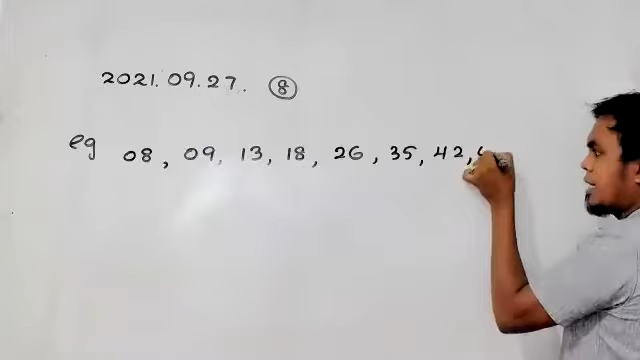 2021.09.27. 8
eg 08, 09, 13, 18, 26, 35, 42,